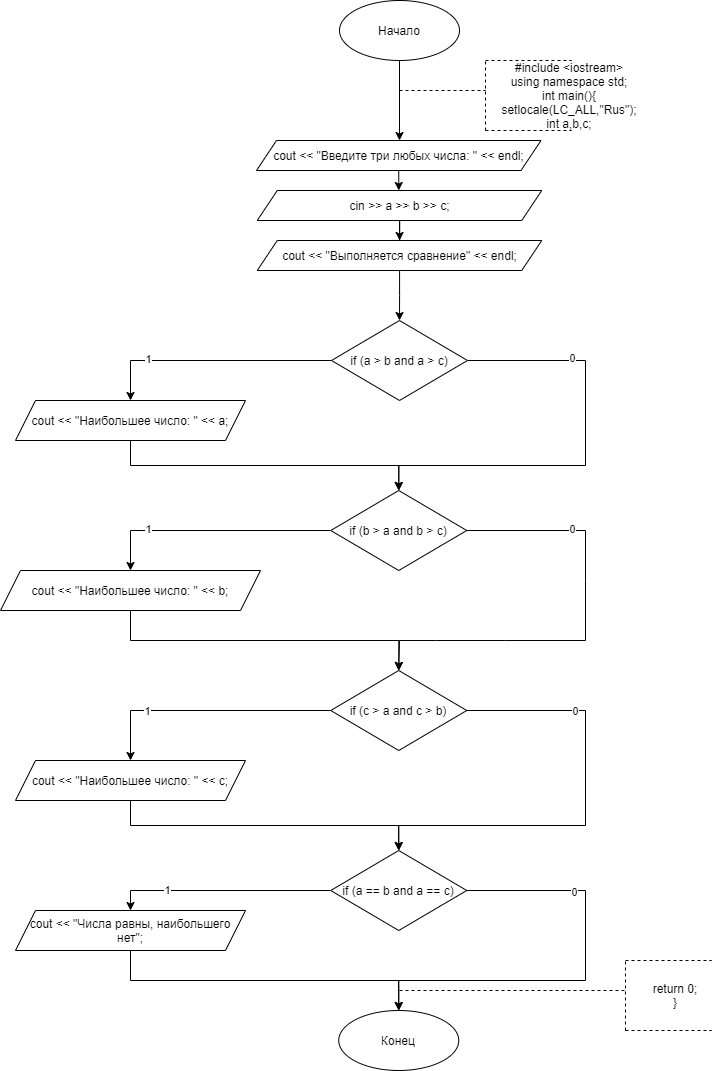 Начало
#include <iostream>
using namespace std;
int main(){
setlocale(LC_ALL,"Rus");
int a,b,c;
cout << "Введите три любых числа: " << endl;
cin >> a >> b >> c;
cout << "Выполняется сравнение" << endl;
if (a > b and a > c)
1
0
cout << "Наибольшее число: " << a;
if (b > a and b > c)
1
0
cout << "Наибольшее число: " << b;
if (c > a and c > b)
1
0
cout << "Наибольшее число: " << c;
if (a == b and a == c)
1
0
cout << "Числа равны, наибольшего
нет";
return 0;
}
Конец